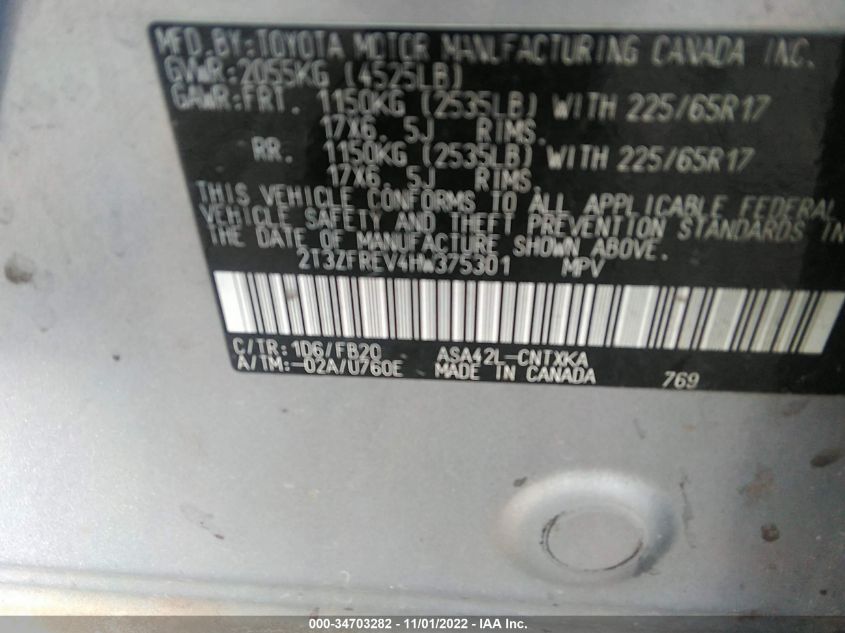 MFD.BY:TOYOTA MOTOR MANUFACTURING CANADA INC.
GVWR:2055KG (4525LB)
GAWR:FRT. 1150KG (2535LB) WITH 225/65R17
17X6. 5J RIMS.
RR. 1150KG (2535LB) WITH 225/65R17
17X6. 5J RIMS.
THIS VEHICLE CONFORMS TO ALL APPLICABLE FEDERAL
VEHICLE SAFETY AND THEFT PREVENTION STANDARDS IN
THE DATE OF MANUFACTURE SHOWN ABOVE.
2T3ZFREV4HW375301 MPV
C/TR:1D6/FB20 ASA42L-CNTXKA
A/TM:-02A/U760E MADE IN CANADA 769
000-34703282 - 11/01/2022 - IAA Inc.